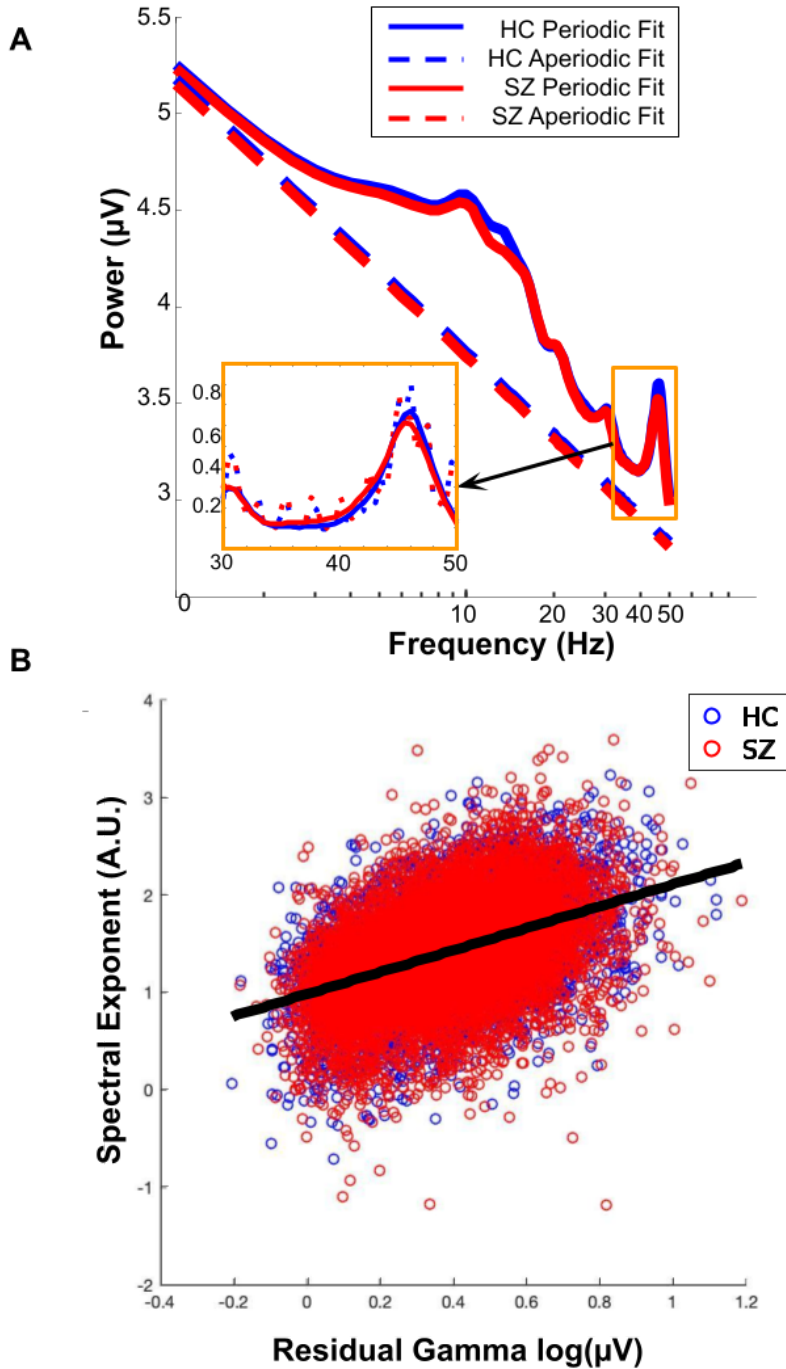 A
HC Periodic Fit
HC Aperiodic Fit
SZ Periodic Fit
SZ Aperiodic Fit
5.5
5
4.5
4
3.5
3
0
Power (μV)
0.8
0.6
0.4
0.2
30
40
50
10
20
30
40
50
Frequency (Hz)
B
HC
SZ
4
3
2
1
0
-1
-2
Spectral Exponent (A.U.)
-0.4
-0.2
0
0.2
0.4
0.6
0.8
1
1.2
Residual Gamma log(μV)